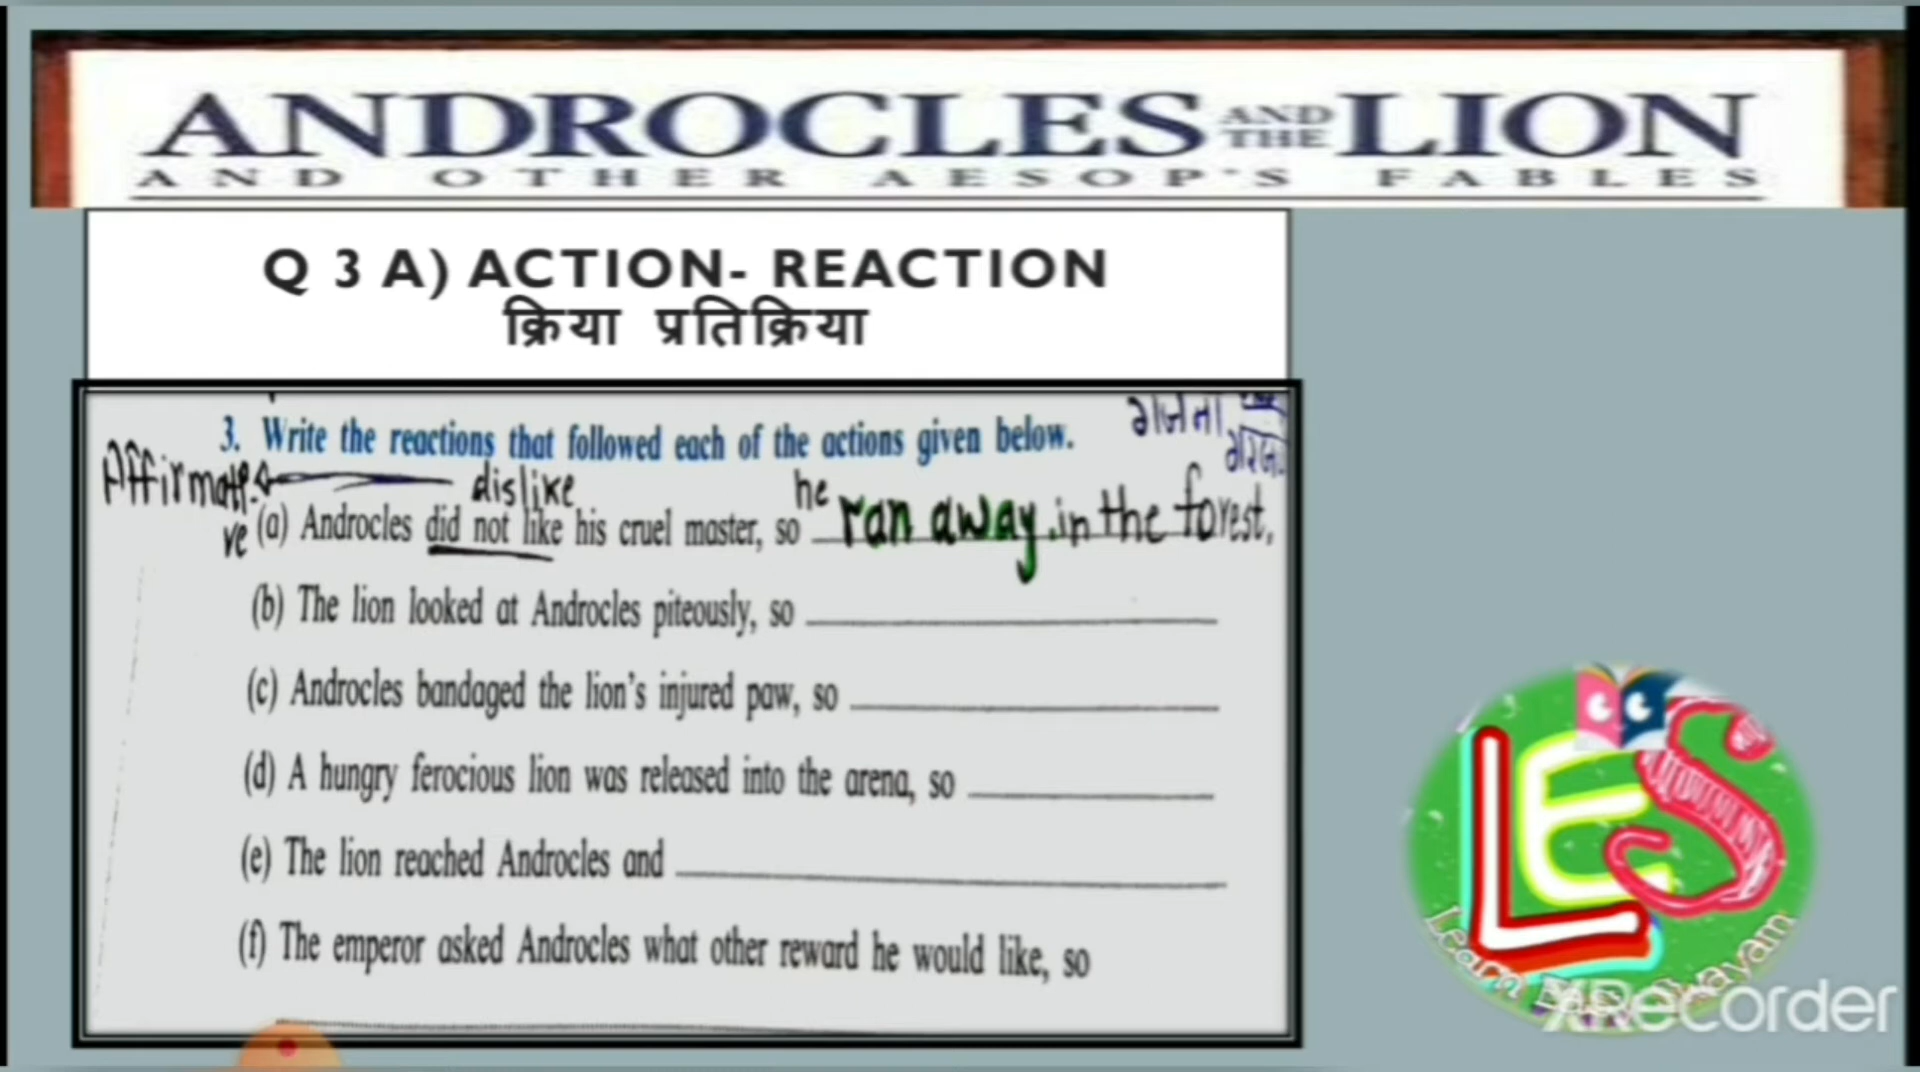 ANDROCLES AND THE LION
AND OTHER AESOP'S FABLES
Q 3 A) ACTION- REACTION
क्रिया प्रतिक्रिया
3. Write the reactions that followed each of the actions given below.
dislike
(a) Androcles did not like his cruel master, so he ran away. in the forest,
(b) The lion looked at Androcles piteously, so
(c) Androcles bandaged the lion's injured paw, so
(d) A hungry ferocious lion was released into the arena, so
(e) The lion reached Androcles and
(f) The emperor asked Androcles what other reward he would like, so
LES
Learn
XRecorder